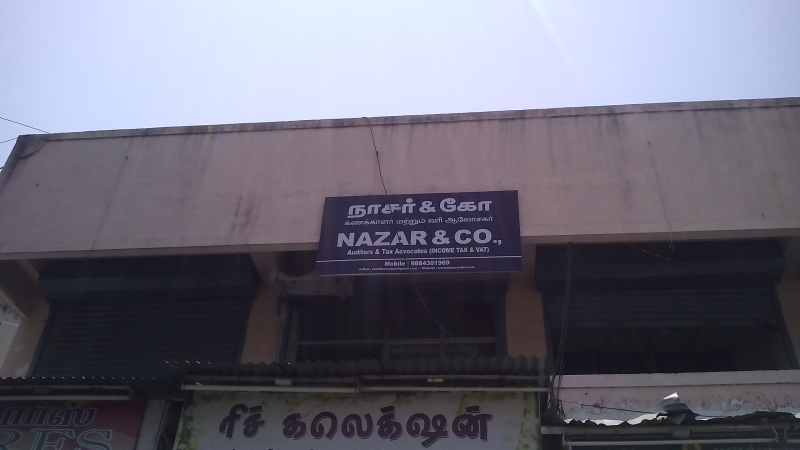 நாசர் & கோ
கணக்காளர் மற்றும் வரி ஆலோசகர்
NAZAR & CO.,
Auditors & Tax Advocates (INCOME TAX & VAT)
Mobile : 9884301969
ரிச் கலெக்ஷன்